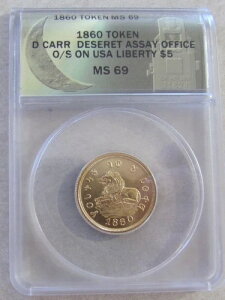 1860 TOKEN MS 69
1860 TOKEN
D CARR DESERET ASSAY OFFICE
O/S ON USA LIBERTY $5
MS 69
1860